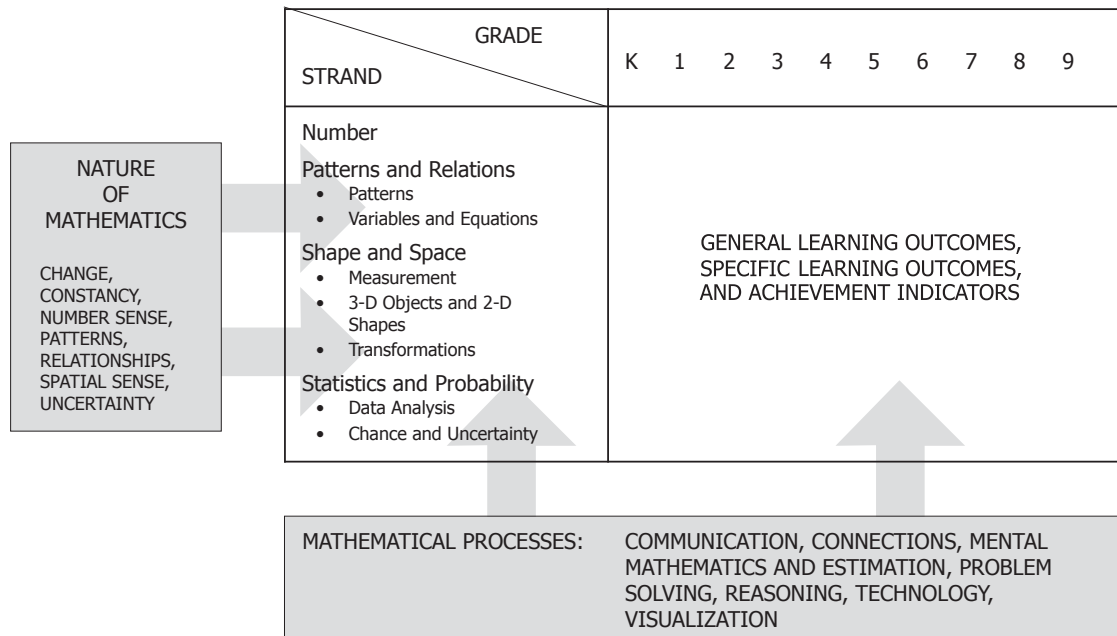 GRADE
STRAND
K 1 2 3 4 5 6 7 8 9
NATURE
OF
MATHEMATICS
CHANGE,
CONSTANCY,
NUMBER SENSE,
PATTERNS,
RELATIONSHIPS,
SPATIAL SENSE,
UNCERTAINTY
Number
Patterns and Relations
• Patterns
• Variables and Equations
Shape and Space
• Measurement
• 3-D Objects and 2-D
Shapes
• Transformations
Statistics and Probability
• Data Analysis
• Chance and Uncertainty
GENERAL LEARNING OUTCOMES,
SPECIFIC LEARNING OUTCOMES,
AND ACHIEVEMENT INDICATORS
MATHEMATICAL PROCESSES:
COMMUNICATION, CONNECTIONS, MENTAL
MATHEMATICS AND ESTIMATION, PROBLEM
SOLVING, REASONING, TECHNOLOGY,
VISUALIZATION